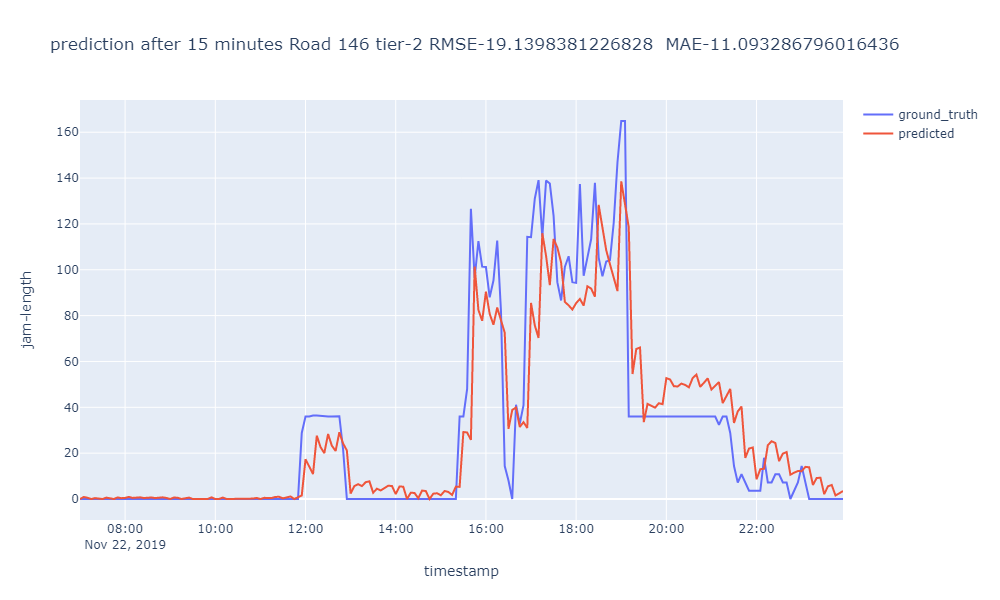 prediction after 15 minutes Road 146 tier-2 RMSE-19.1398381226828  MAE-11.093286796016436
ground_truth
predicted
160
140
120
100
80
60
40
20
0
jam-length
08:00 10:00 12:00 14:00 16:00 18:00 20:00 22:00
Nov 22, 2019
timestamp